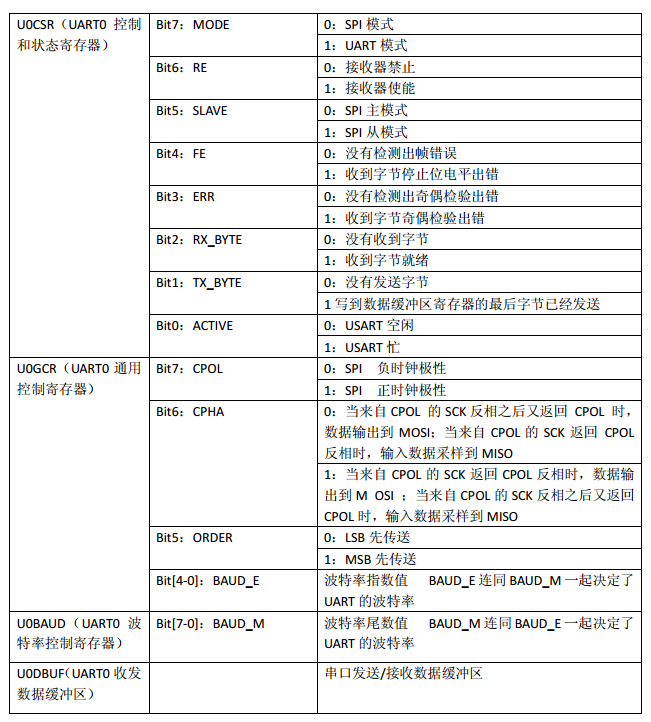 U0CSR（UART0 控制
和状态寄存器）
Bit7：MODE
0：SPI 模式
1：UART 模式
Bit6：RE
0：接收器禁止
1：接收器使能
Bit5：SLAVE
0：SPI 主模式
1：SPI 从模式
Bit4：FE
0：没有检测出帧错误
1：收到字节停止位电平出错
Bit3：ERR
0：没有检测出奇偶检验出错
1：收到字节奇偶检验出错
Bit2：RX_BYTE
0：没有收到字节
1：收到字节就绪
Bit1：TX_BYTE
0：没有发送字节
1 写到数据缓冲区寄存器的最后字节已经发送
Bit0：ACTIVE
0：USART 空闲
1：USART 忙
U0GCR（UART0 通用
控制寄存器）
Bit7：CPOL
0：SPI 负时钟极性
1：SPI 正时钟极性
Bit6：CPHA
0：当来自 CPOL 的 SCK 反相之后又返回 CPOL 时，
数据输出到 MOSI；当来自 CPOL 的 SCK 返回 CPOL
反相时，输入数据采样到 MISO
1：当来自 CPOL 的 SCK 返回 CPOL 反相时，数据输
出到 M OSI ；当来自 CPOL 的 SCK 反相之后又返回
CPOL 时，输入数据采样到 MISO
Bit5：ORDER
0：LSB 先传送
1：MSB 先传送
Bit[4-0]：BAUD_E
波特率指数值 BAUD_E 连同 BAUD_M 一起决定了
UART 的波特率
U0BAUD（UART0 波
特率控制寄存器）
Bit[7-0]：BAUD_M
波特率尾数值 BAUD_M 连同 BAUD_E 一起决定了
UART 的波特率
U0DBUF（UART0 收发
数据缓冲区）
串口发送/接收数据缓冲区